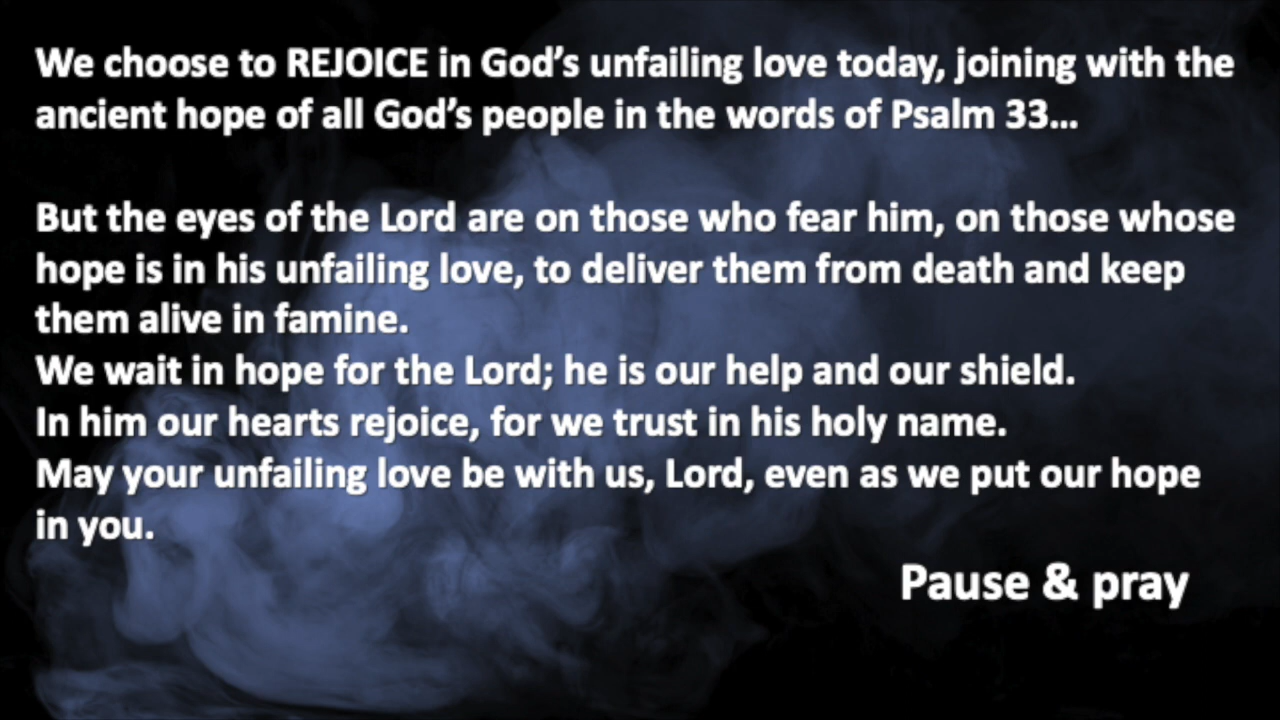 We choose to REJOICE in God’s unfailing love today, joining with the
ancient hope of all God’s people in the words of Psalm 33…
But the eyes of the Lord are on those who fear him, on those whose
hope is in his unfailing love, to deliver them from death and keep
them alive in famine.
We wait in hope for the Lord; he is our help and our shield.
In him our hearts rejoice, for we trust in his holy name.
May your unfailing love be with us, Lord, even as we put our hope
in you.
Pause & pray